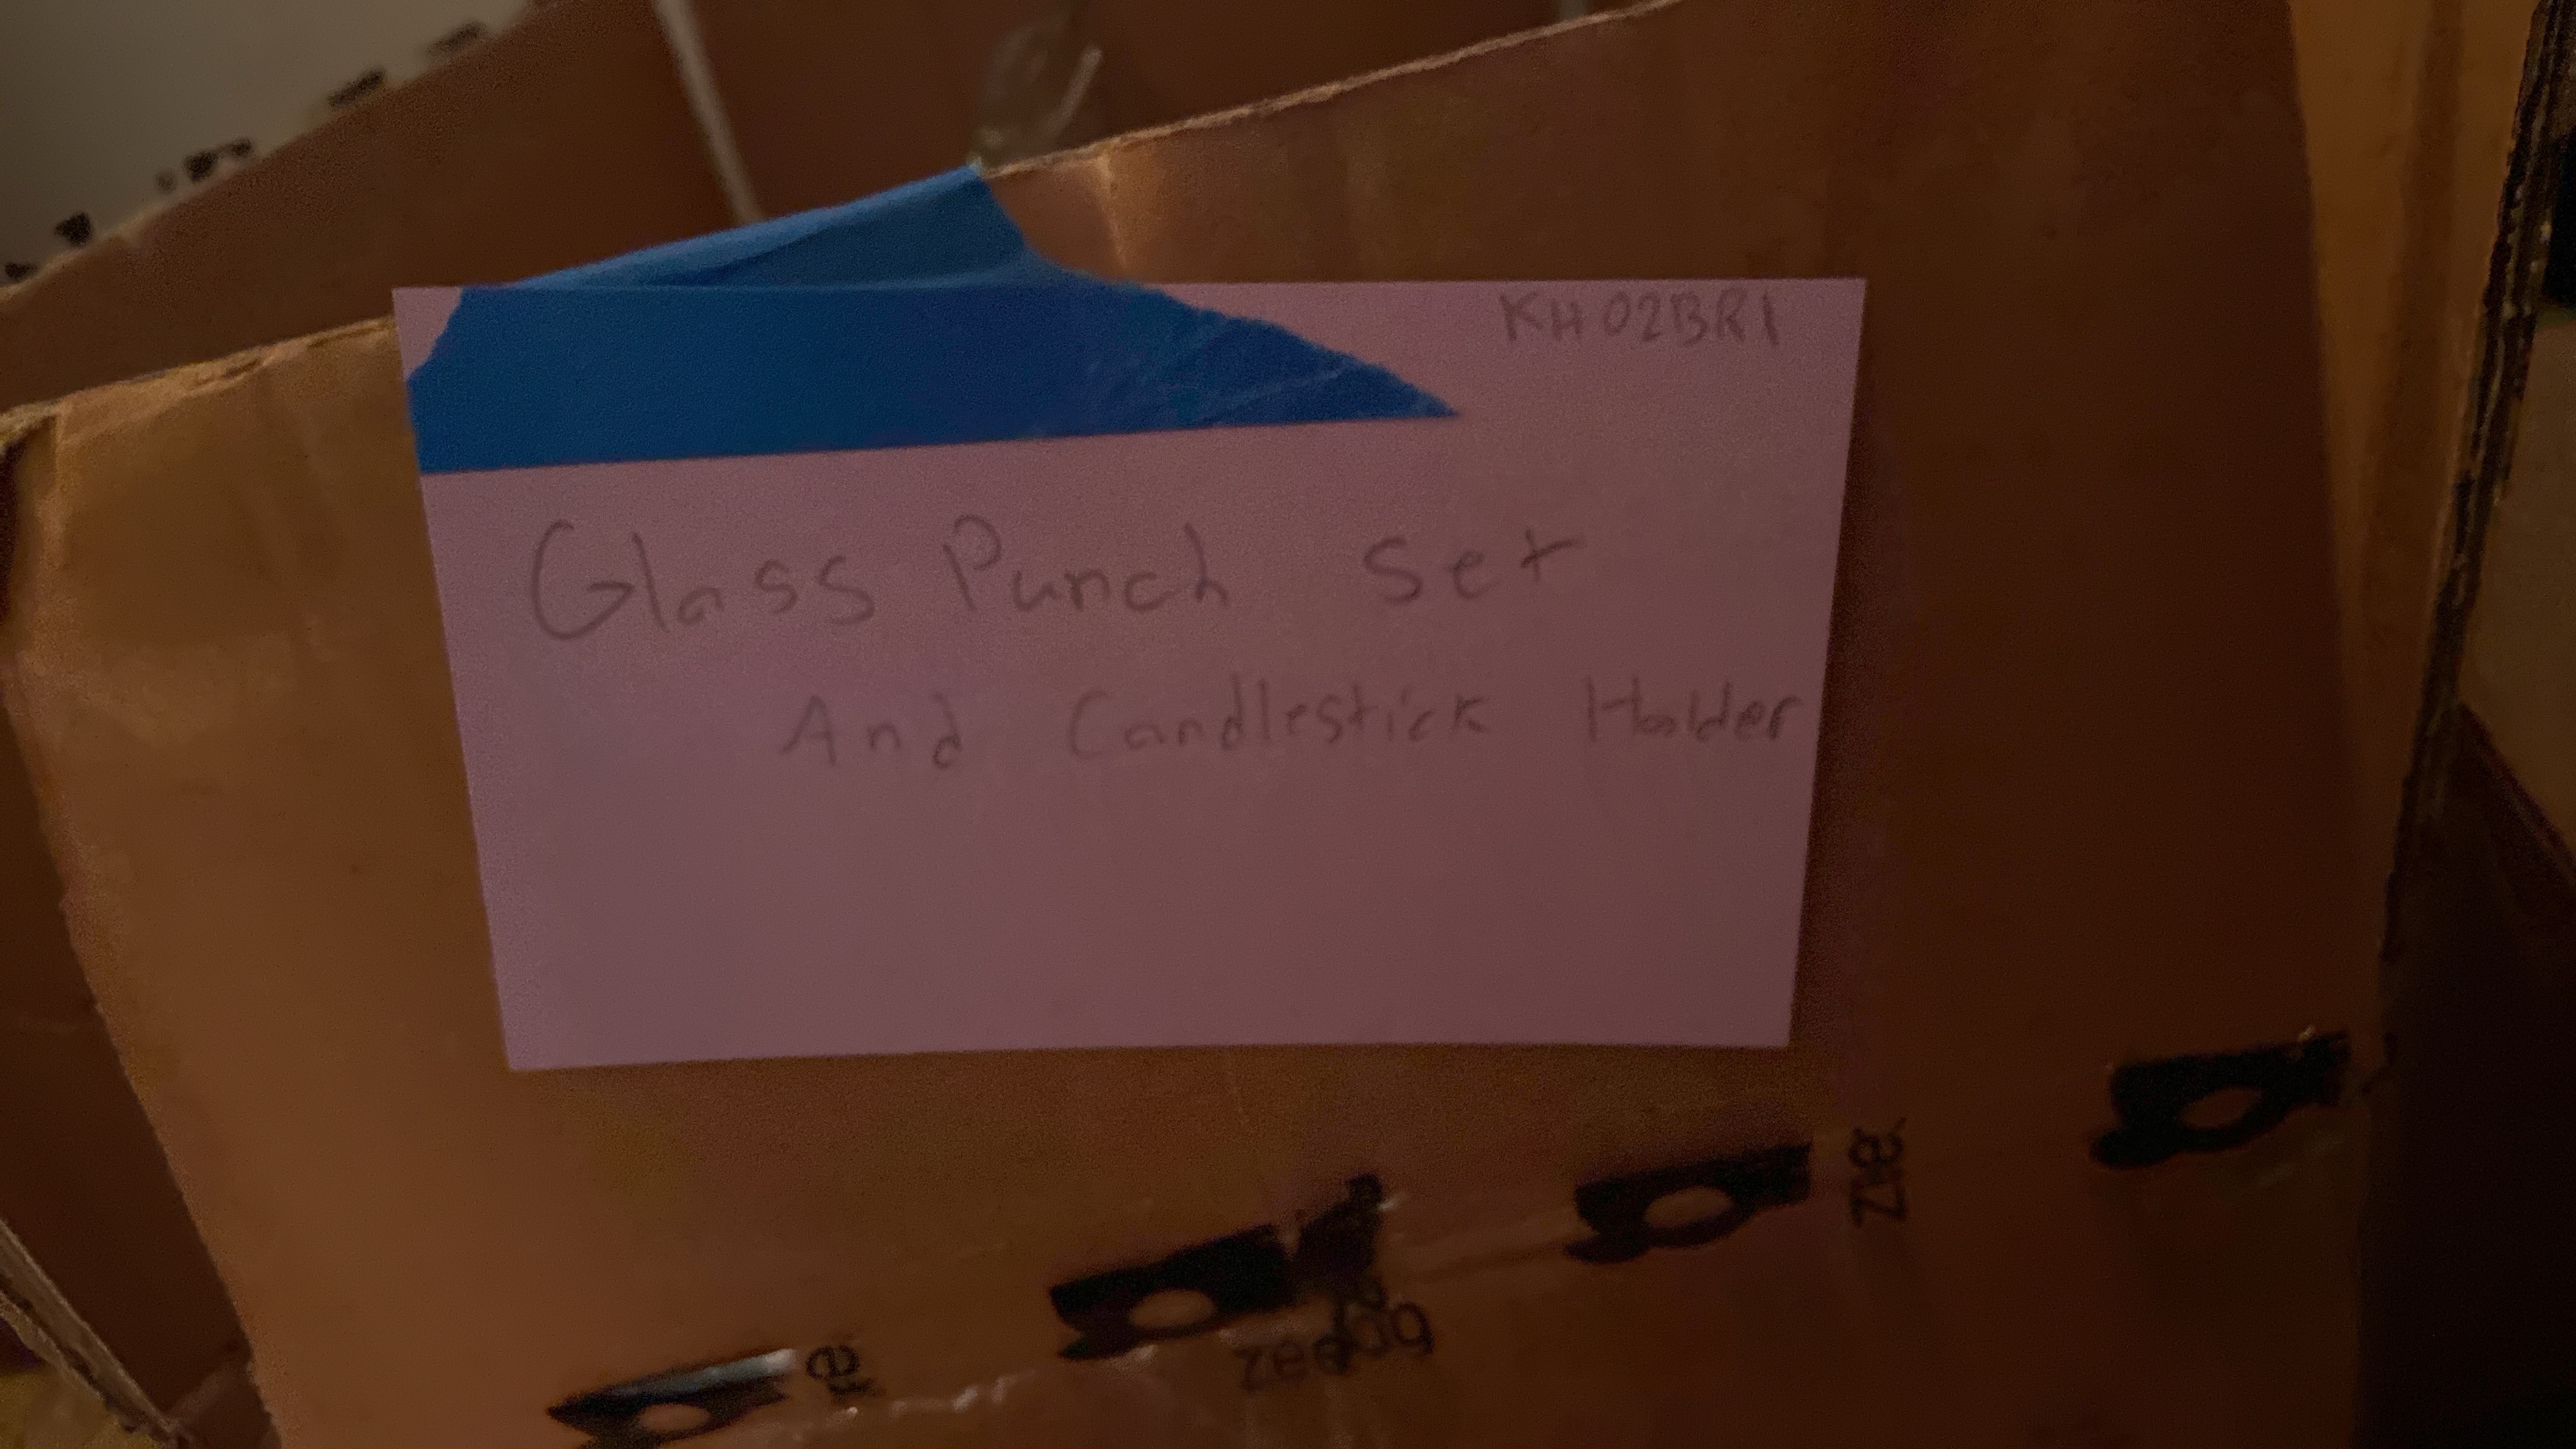 KH02BR1
Glass Punch Set
And Candlestick Holder